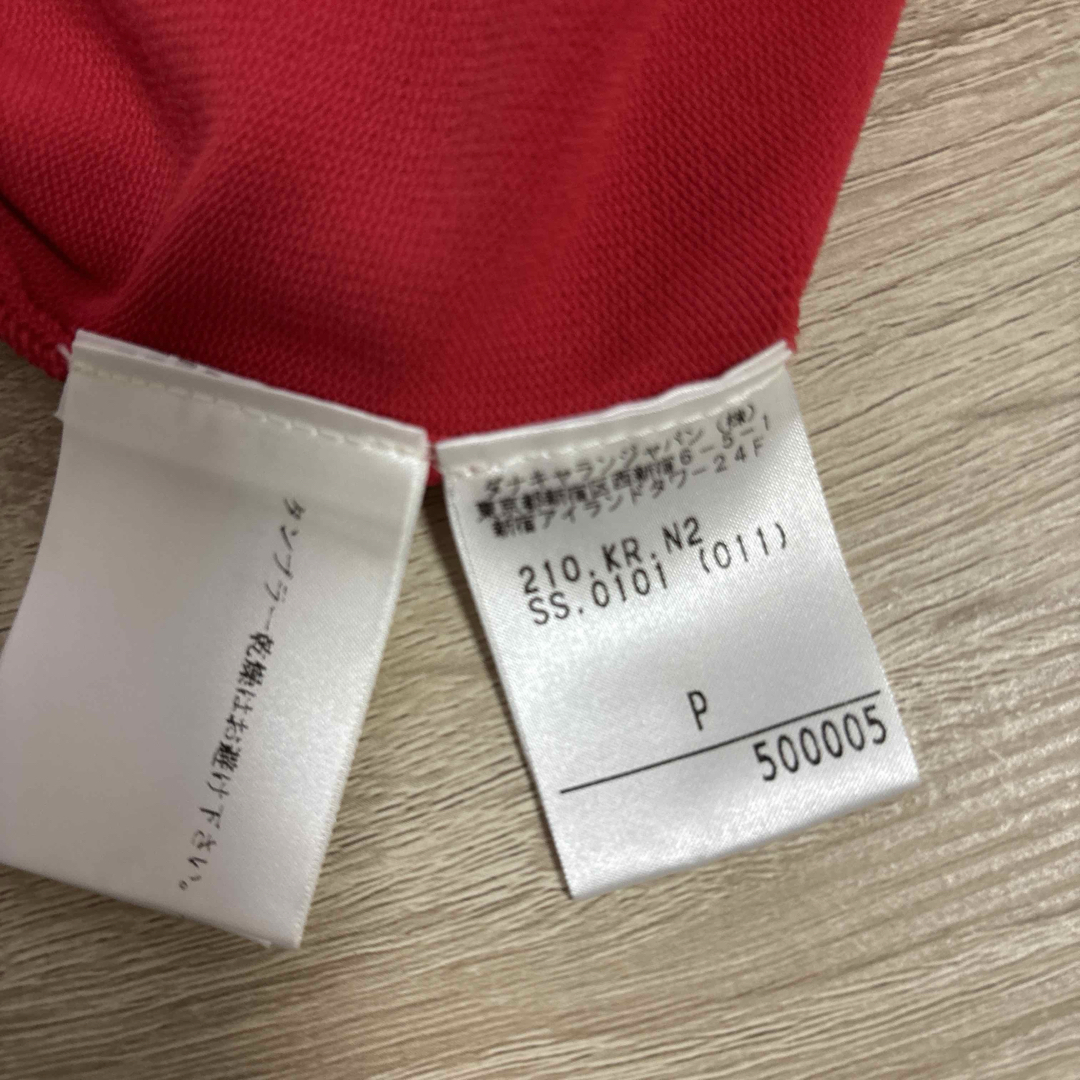 タンブラー乾燥はお避け下さい。
ダナキャランジャパン（株）
東京都新宿区西新宿6-5-1
新宿アイランドタワー24F
210.KR.N2
SS.0101 (011)
P
500005